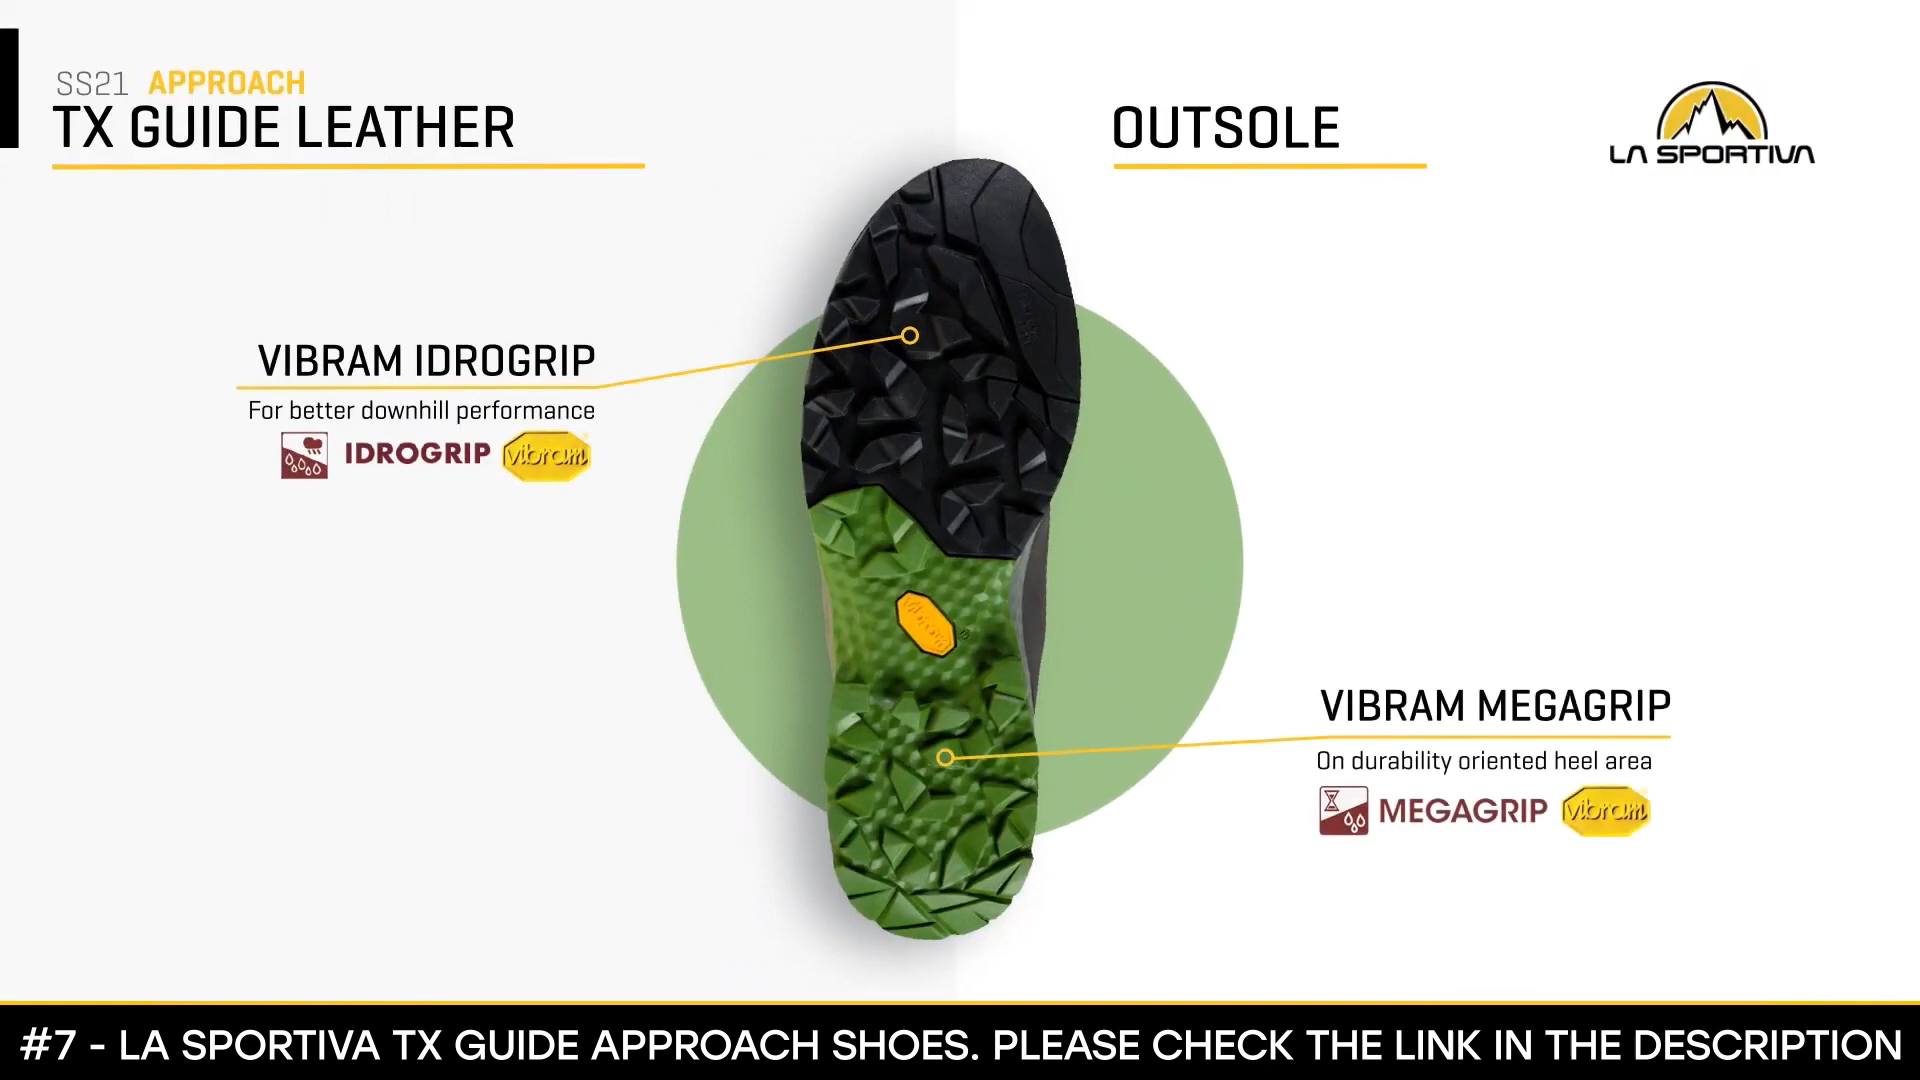 SS21 APPROACH
TX GUIDE LEATHER
OUTSOLE
LA SPORTIVA
VIBRAM IDROGRIP
For better downhill performance
IDROGRIP vibram
vibram
VIBRAM MEGAGRIP
On durability oriented heel area
MEGAGRIP vibram
#7 - LA SPORTIVA TX GUIDE APPROACH SHOES. PLEASE CHECK THE LINK IN THE DESCRIPTION